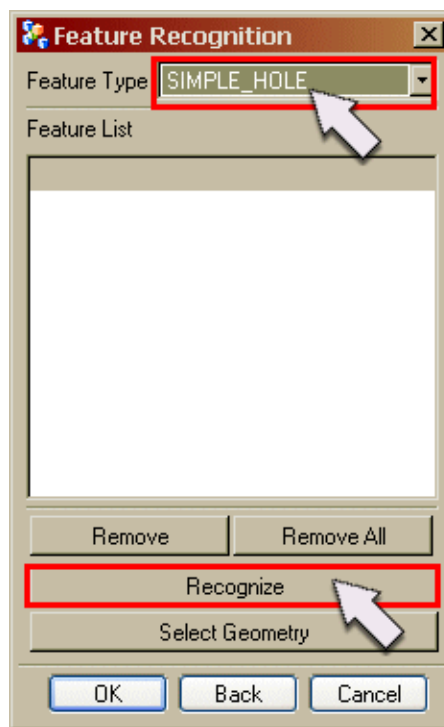 Feature Recognition
Feature Type SIMPLE_HOLE
Feature List
Remove Remove All
Recognize
Select Geometry
OK Back Cancel